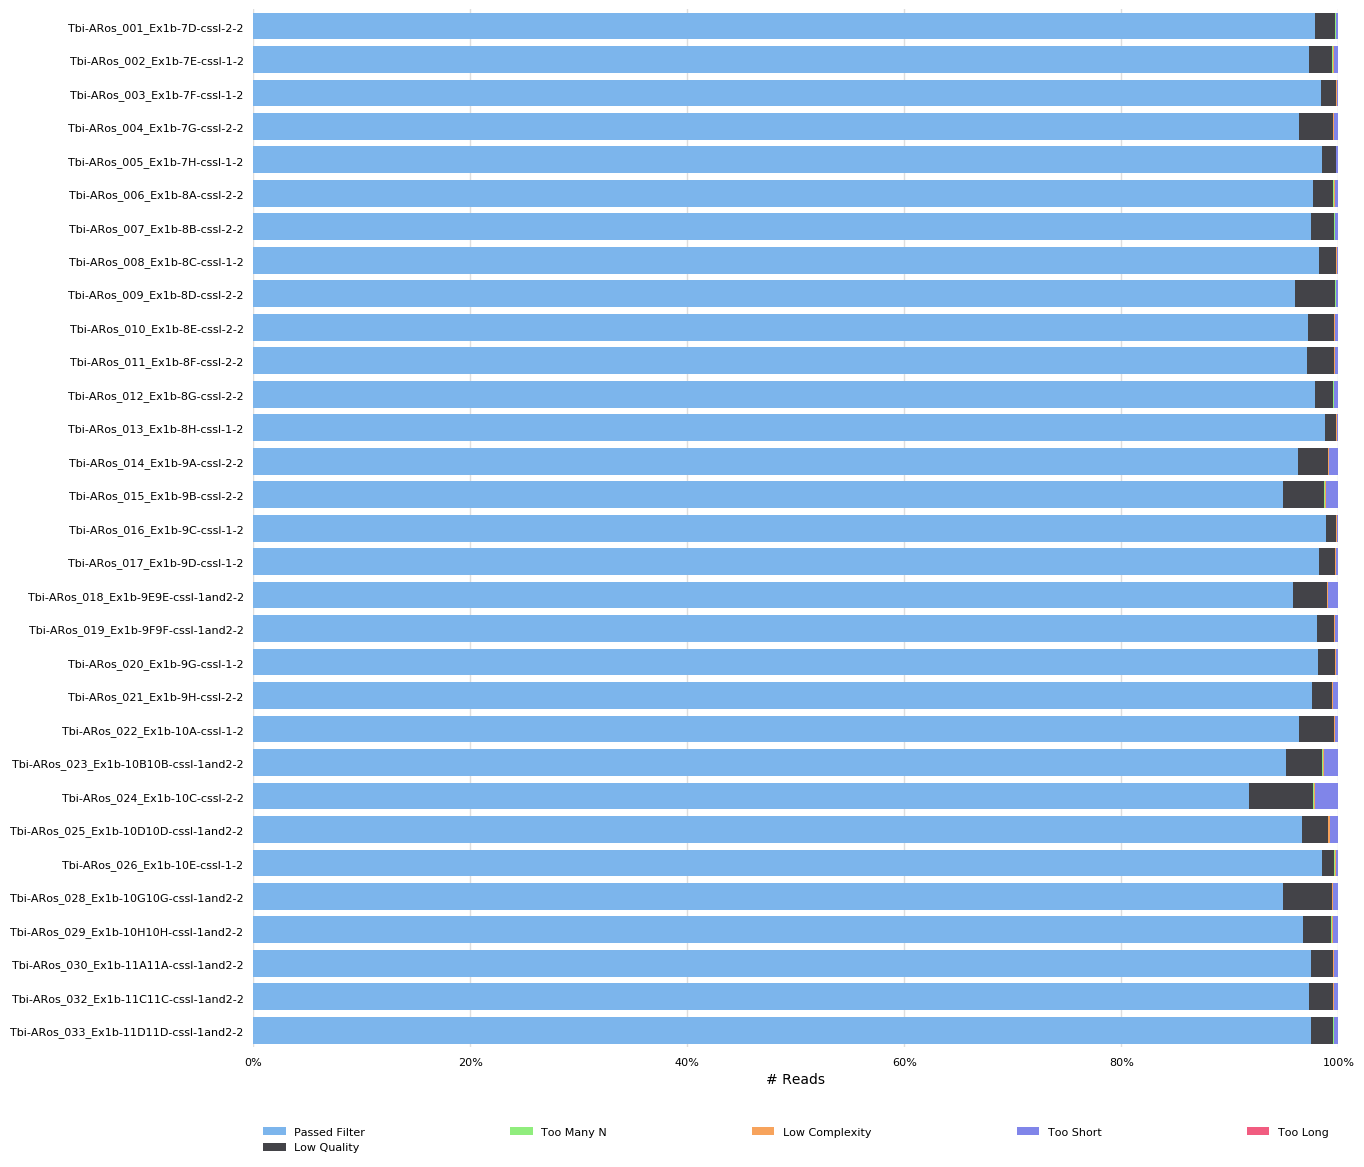 Tbi-ARos_001_Ex1b-7D-cssl-2-2
Tbi-ARos_002_Ex1b-7E-cssl-1-2
Tbi-ARos_003_Ex1b-7F-cssl-1-2
Tbi-ARos_004_Ex1b-7G-cssl-2-2
Tbi-ARos_005_Ex1b-7H-cssl-1-2
Tbi-ARos_006_Ex1b-8A-cssl-2-2
Tbi-ARos_007_Ex1b-8B-cssl-2-2
Tbi-ARos_008_Ex1b-8C-cssl-1-2
Tbi-ARos_009_Ex1b-8D-cssl-2-2
Tbi-ARos_010_Ex1b-8E-cssl-2-2
Tbi-ARos_011_Ex1b-8F-cssl-2-2
Tbi-ARos_012_Ex1b-8G-cssl-2-2
Tbi-ARos_013_Ex1b-8H-cssl-1-2
Tbi-ARos_014_Ex1b-9A-cssl-2-2
Tbi-ARos_015_Ex1b-9B-cssl-2-2
Tbi-ARos_016_Ex1b-9C-cssl-1-2
Tbi-ARos_017_Ex1b-9D-cssl-1-2
Tbi-ARos_018_Ex1b-9E9E-cssl-1and2-2
Tbi-ARos_019_Ex1b-9F9F-cssl-1and2-2
Tbi-ARos_020_Ex1b-9G-cssl-1-2
Tbi-ARos_021_Ex1b-9H-cssl-2-2
Tbi-ARos_022_Ex1b-10A-cssl-1-2
Tbi-ARos_023_Ex1b-10B10B-cssl-1and2-2
Tbi-ARos_024_Ex1b-10C-cssl-2-2
Tbi-ARos_025_Ex1b-10D10D-cssl-1and2-2
Tbi-ARos_026_Ex1b-10E-cssl-1-2
Tbi-ARos_028_Ex1b-10G10G-cssl-1and2-2
Tbi-ARos_029_Ex1b-10H10H-cssl-1and2-2
Tbi-ARos_030_Ex1b-11A11A-cssl-1and2-2
Tbi-ARos_032_Ex1b-11C11C-cssl-1and2-2
Tbi-ARos_033_Ex1b-11D11D-cssl-1and2-2
0% 20% 40% 60% 80% 100%
# Reads
Passed Filter Too Many N Low Complexity Too Short Too Long
Low Quality